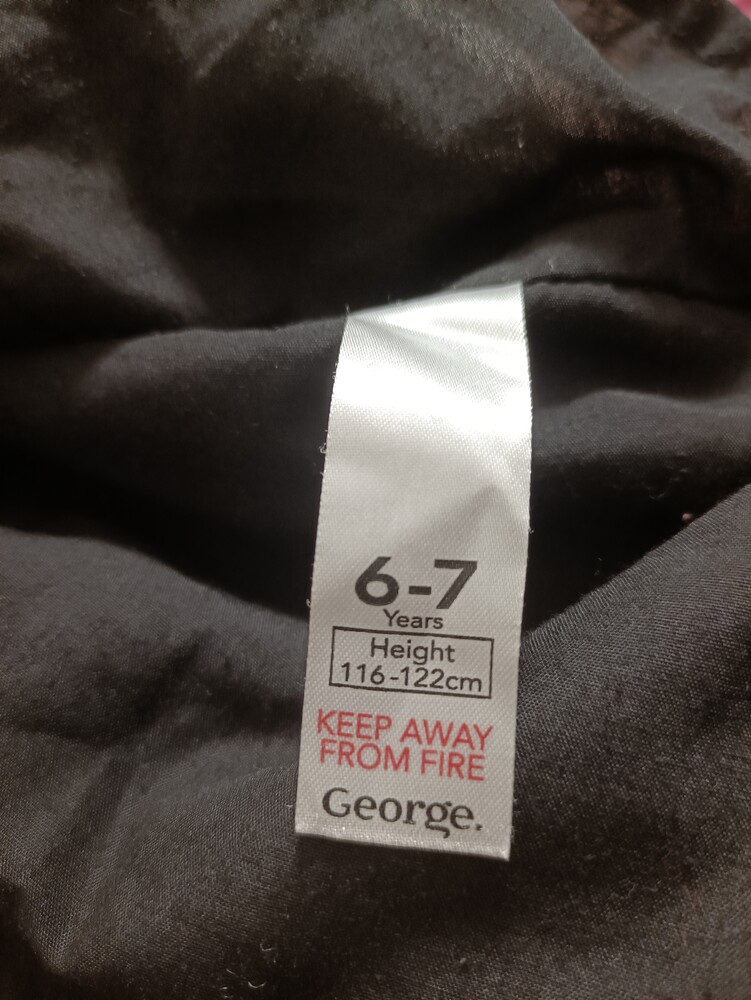 6-7
Years
Height
116-122cm
KEEP AWAY
FROM FIRE
George.